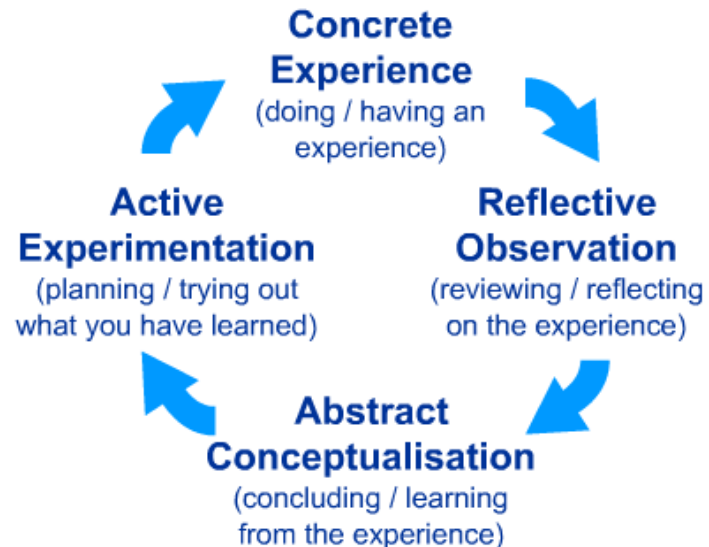 Concrete
Experience
(doing / having an
experience)
Reflective
Observation
(reviewing / reflecting
on the experience)
Abstract
Conceptualisation
(concluding / learning
from the experience)
Active
Experimentation
(planning / trying out
what you have learned)